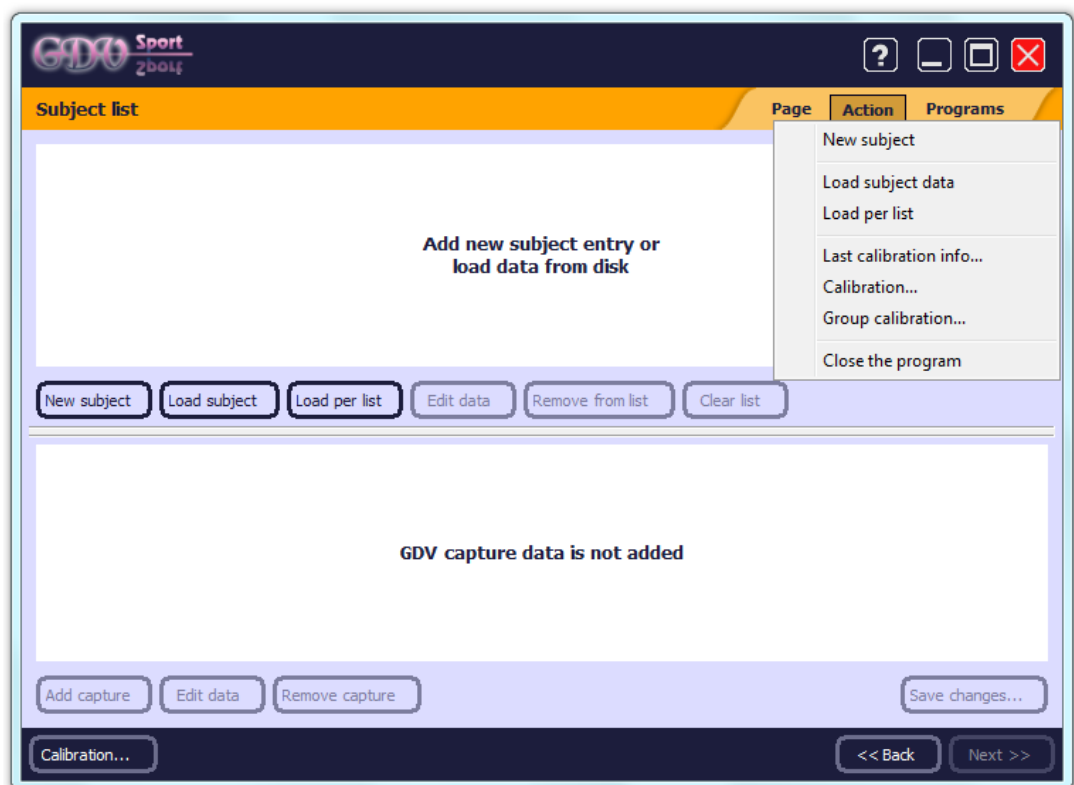 GDV Sport
?
Subject list
Page Action Programs
New subject
Load subject data
Load per list
Last calibration info...
Calibration...
Group calibration...
Close the program
Add new subject entry or
load data from disk
New subject Load subject Load per list Edit data Remove from list Clear list
GDV capture data is not added
Add capture Edit data Remove capture Save changes...
Calibration... << Back Next >>